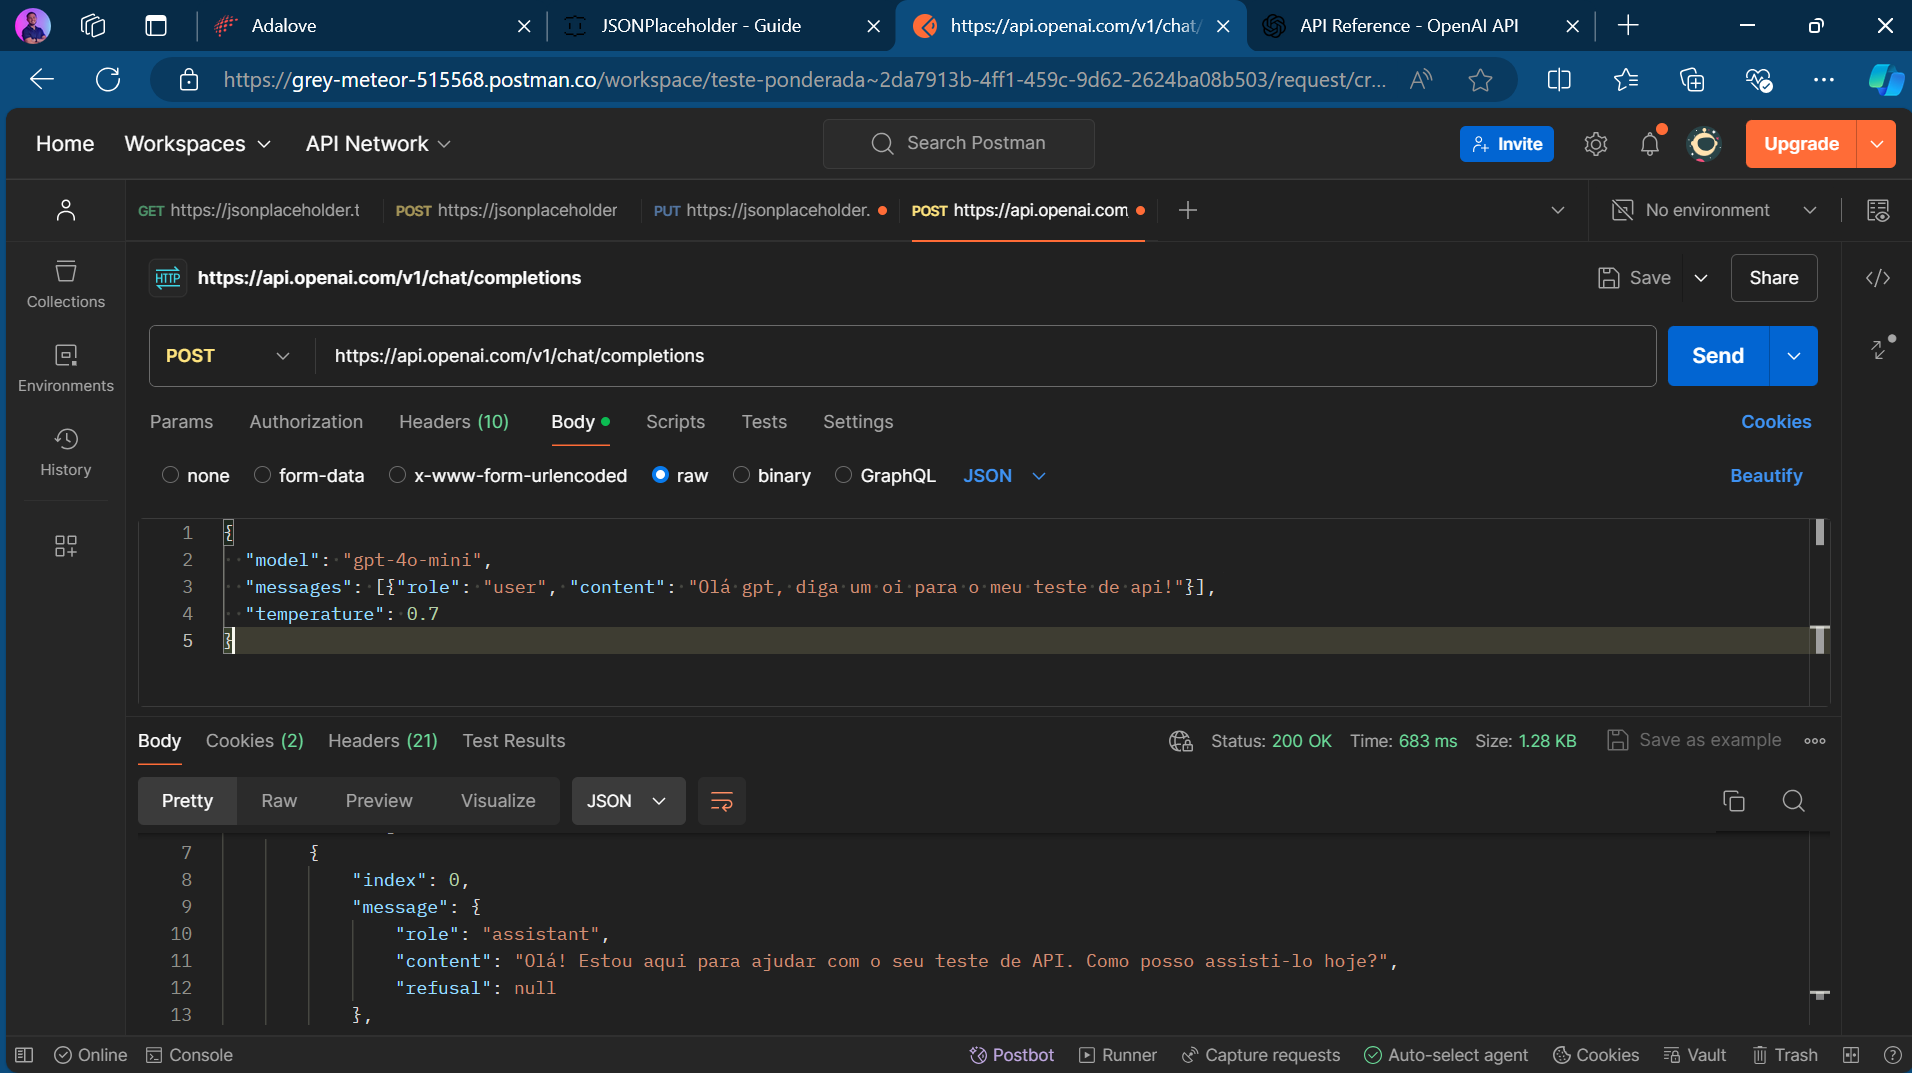 Adalove
JSONPlaceholder - Guide
https://api.openai.com/v1/chat/
API Reference - OpenAI API
https://grey-meteor-515568.postman.co/workspace/teste-ponderada~2da7913b-4ff1-459c-9d62-2624ba08b503/request/cr...
Home Workspaces API Network Search Postman Invite Upgrade
GET https://jsonplaceholder.t POST https://jsonplaceholder PUT https://jsonplaceholder. POST https://api.openai.com No environment
HTTP https://api.openai.com/v1/chat/completions Save Share
Collections
Environments
History
POST https://api.openai.com/v1/chat/completions Send
Params Authorization Headers (10) Body Scripts Tests Settings Cookies
none form-data x-www-form-urlencoded raw binary GraphQL JSON Beautify
1 {
2 "model": "gpt-4o-mini",
3 "messages": [{"role": "user", "content": "Olá gpt, diga um oi para o meu teste de api!"}],
4 "temperature": 0.7
5 }
Body Cookies (2) Headers (21) Test Results Status: 200 OK Time: 683 ms Size: 1.28 KB Save as example
Pretty Raw Preview Visualize JSON
7 {
8 "index": 0,
9 "message": {
10 "role": "assistant",
11 "content": "Olá! Estou aqui para ajudar com o seu teste de API. Como posso assisti-lo hoje?",
12 "refusal": null
13 },
Online Console Postbot Runner Capture requests Auto-select agent Cookies Vault Trash